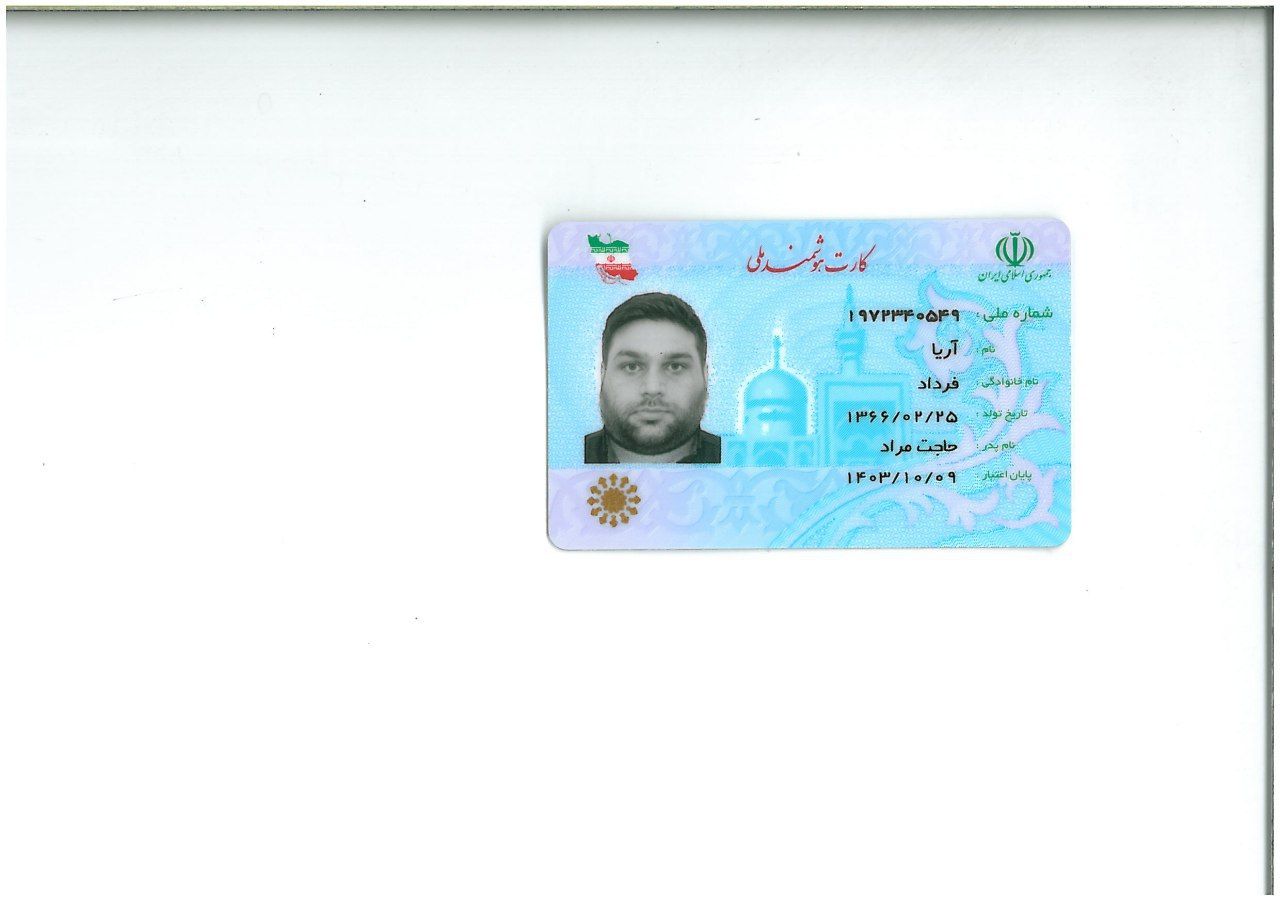 کارت هوشمند ملی
جمهوری اسلامی ایران
شماره ملی : ۱۹۷۲۳۴۰۵۴۹
نام : آریا
نام خانوادگی : فرداد
تاریخ تولد : ۱۳۶۶/۰۲/۲۵
نام پدر : حاجت مراد
پایان اعتبار : ۱۴۰۳/۱۰/۰۹